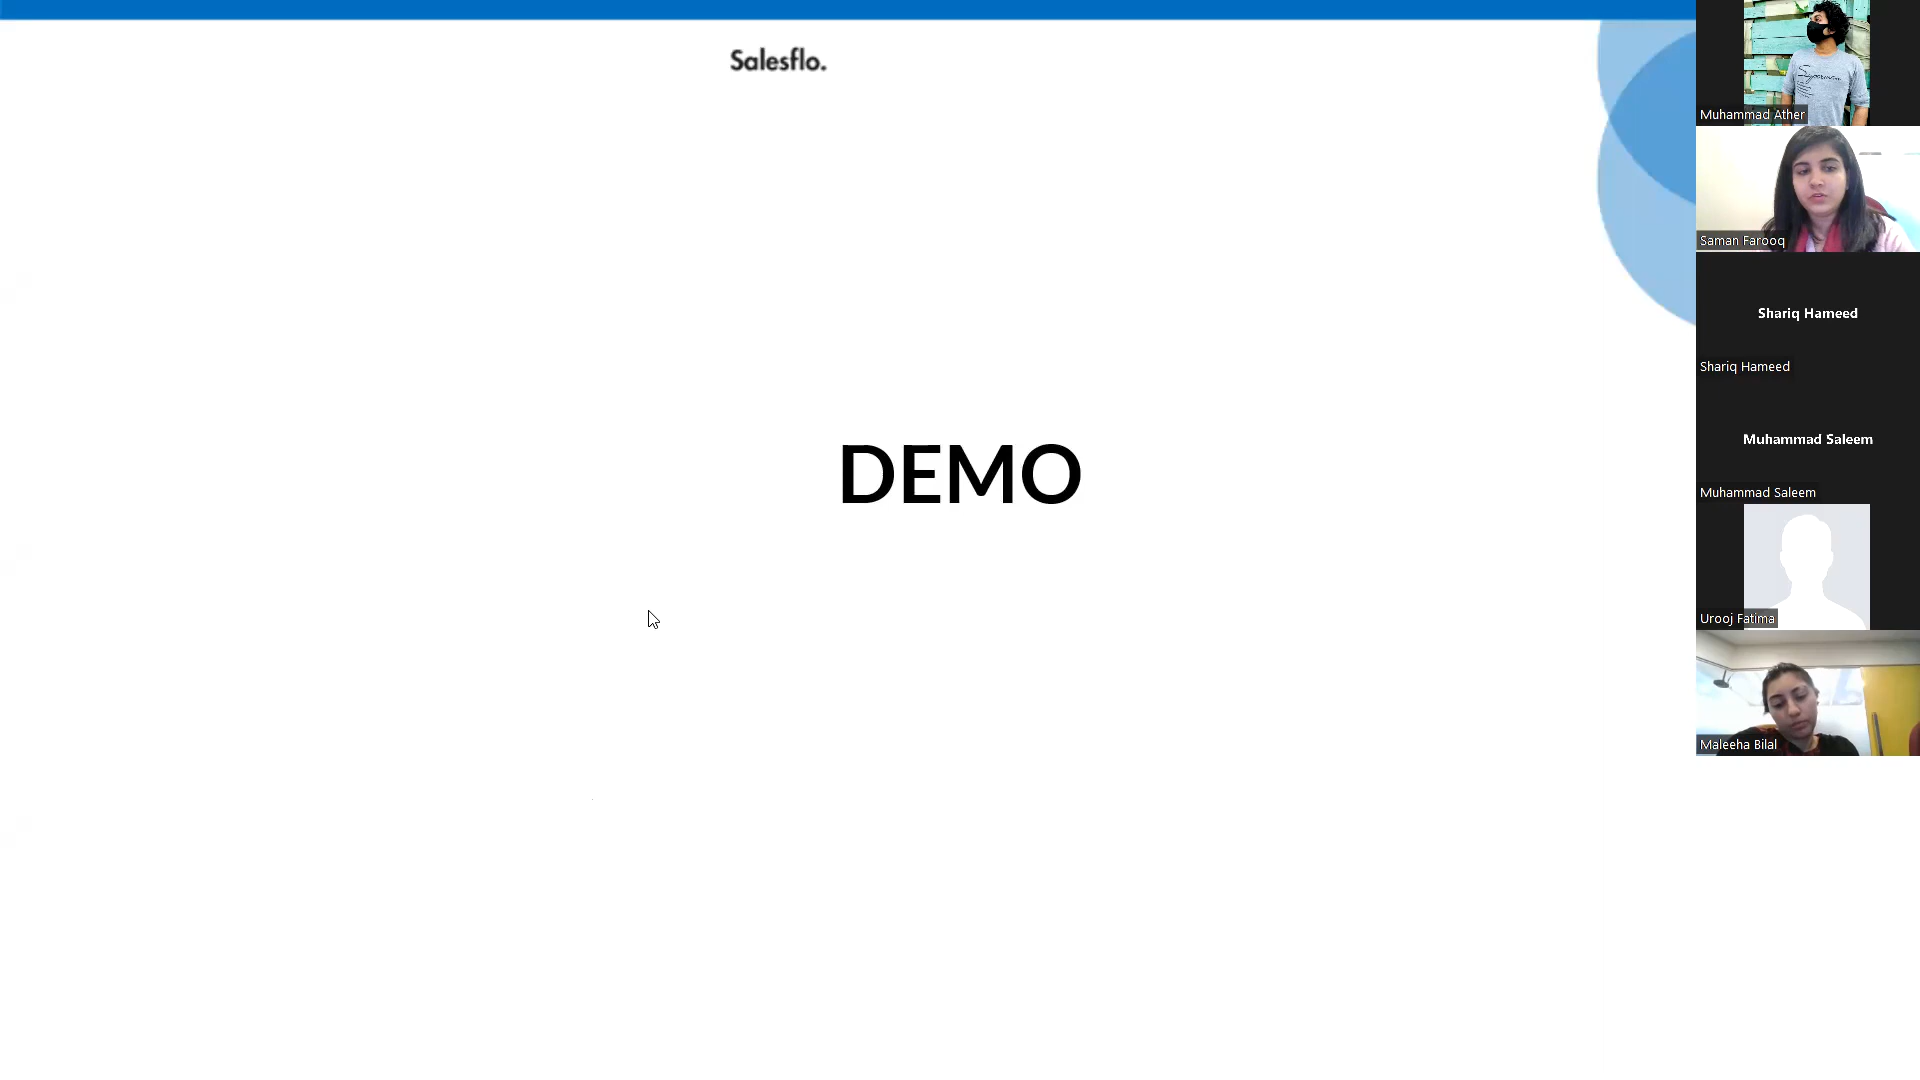 Salesflo.
DEMO
Muhammad Ather
Saman Farooq
Shariq Hameed
Shariq Hameed
Muhammad Saleem
Muhammad Saleem
Urooj Fatima
Maleeha Bilal